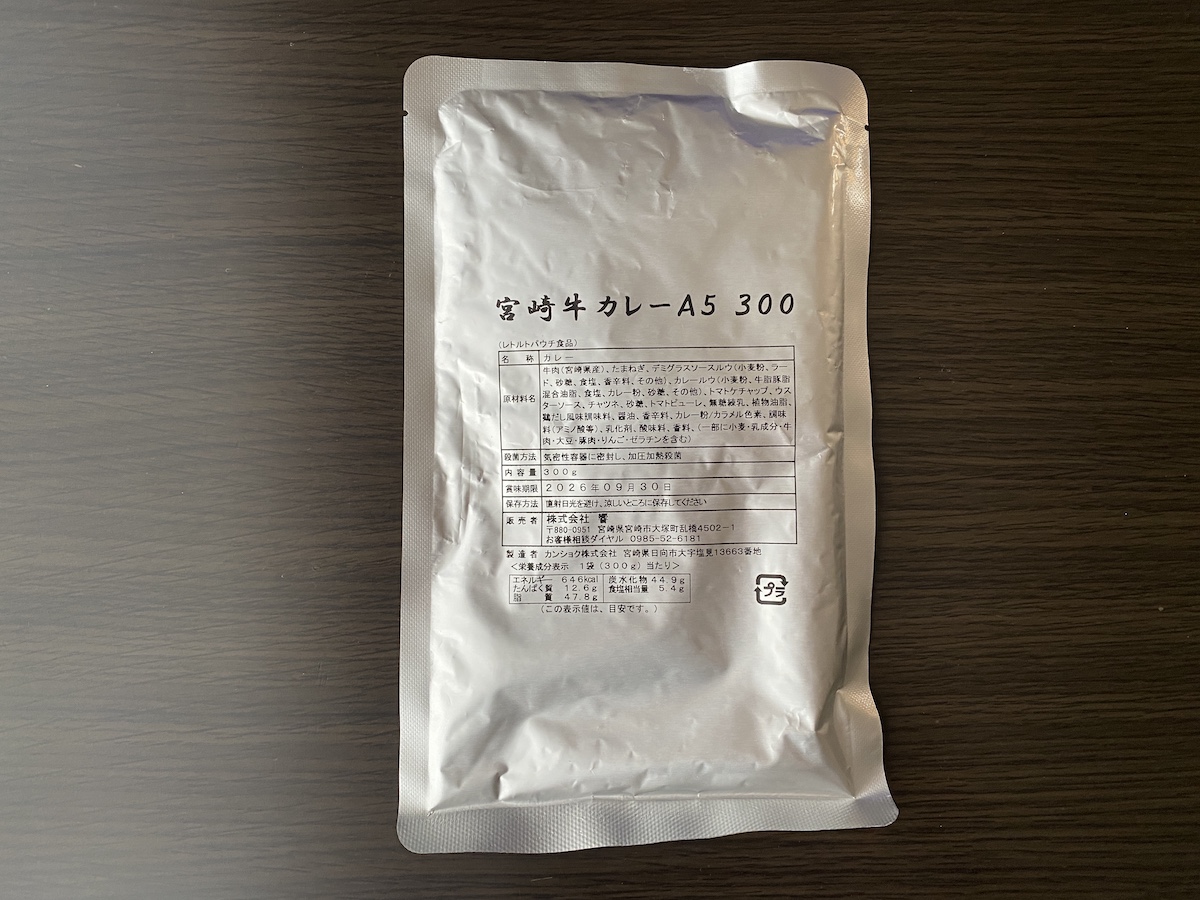 宮崎牛カレーA5 300
(レトルトパウチ食品)
名 称 カレー
原材料名 牛肉(宮崎県産)、たまねぎ、デミグラスソースルウ(小麦粉、ラー
ド、砂糖、食塩、香辛料、その他)、カレールウ(小麦粉、牛脂豚脂
混合油脂、食塩、カレー粉、砂糖、その他)、トマトケチャップ、ウス
ターソース、チャツネ、砂糖、トマトピューレ、無糖練乳、植物油脂、
鶏だし風味調味料、醤油、香辛料、カレー粉/カラメル色素、調味
料(アミノ酸等)、乳化剤、酸味料、香料、(一部に小麦・乳成分・牛
肉・大豆・豚肉・りんご・ゼラチンを含む)
殺菌方法 気密性容器に密封し、加圧加熱殺菌
内容量 300g
賞味期限 2026年09月30日
保存方法 直射日光を避け、涼しいところに保存してください
販売者 株式会社 響
〒880-0951 宮崎県宮崎市大塚町乱橋4502-1
お客様相談ダイヤル 0985-52-6181
製造者 カンショク株式会社 宮崎県日向市大字塩見13663番地
<栄養成分表示 1袋(300g)当たり>
エネルギー 646kcal 炭水化物 44.9g
たんぱく質 12.6g 食塩相当量 5.4g
脂 質 47.8g
(この表示値は、目安です。)
プラ